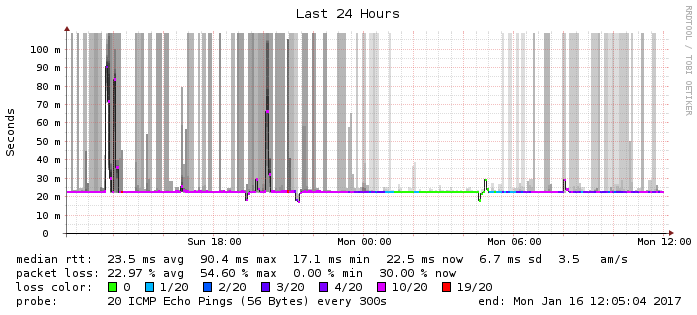 Last 24 Hours
RRDTOOL / TOBI OETIKER
Seconds
100 m
90 m
80 m
70 m
60 m
50 m
40 m
30 m
20 m
10 m
0
Sun 18:00 Mon 00:00 Mon 06:00 Mon 12:00
median rtt: 23.5 ms avg 90.4 ms max 17.1 ms min 22.5 ms now 6.7 ms sd 3.5 am/s
packet loss: 22.97 % avg 54.60 % max 0.00 % min 30.00 % now
loss color: 0 1/20 2/20 3/20 4/20 10/20 19/20
probe: 20 ICMP Echo Pings (56 Bytes) every 300s end: Mon Jan 16 12:05:04 2017